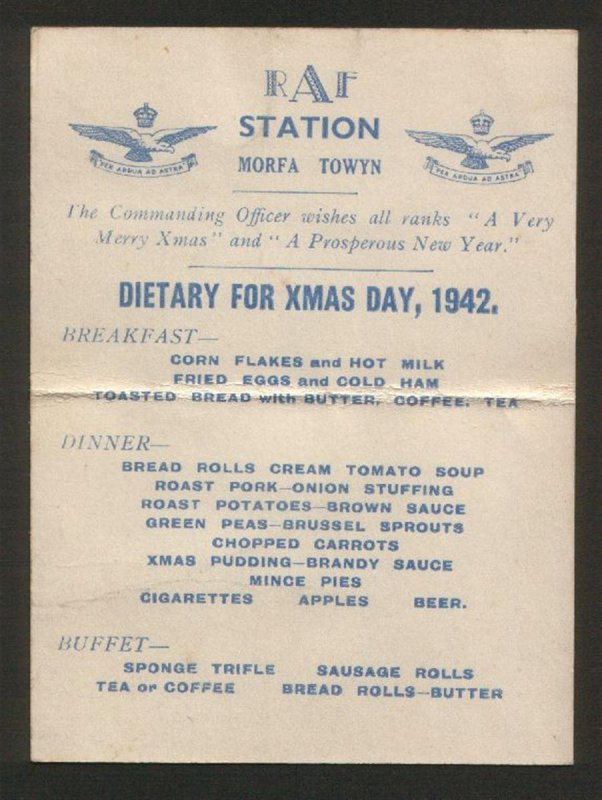 RAF
STATION
MORFA TOWYN
PER ARDUA AD ASTRA
PER ARDUA AD ASTRA
The Commanding Officer wishes all ranks "A Very
Merry Xmas" and "A Prosperous New Year."
DIETARY FOR XMAS DAY, 1942.
BREAKFAST—
CORN FLAKES and HOT MILK
FRIED EGGS and COLD HAM
TOASTED BREAD with BUTTER, COFFEE, TEA
DINNER—
BREAD ROLLS CREAM TOMATO SOUP
ROAST PORK—ONION STUFFING
ROAST POTATOES—BROWN SAUCE
GREEN PEAS—BRUSSEL SPROUTS
CHOPPED CARROTS
XMAS PUDDING—BRANDY SAUCE
MINCE PIES
CIGARETTES APPLES BEER.
BUFFET—
SPONGE TRIFLE SAUSAGE ROLLS
TEA or COFFEE BREAD ROLLS—BUTTER